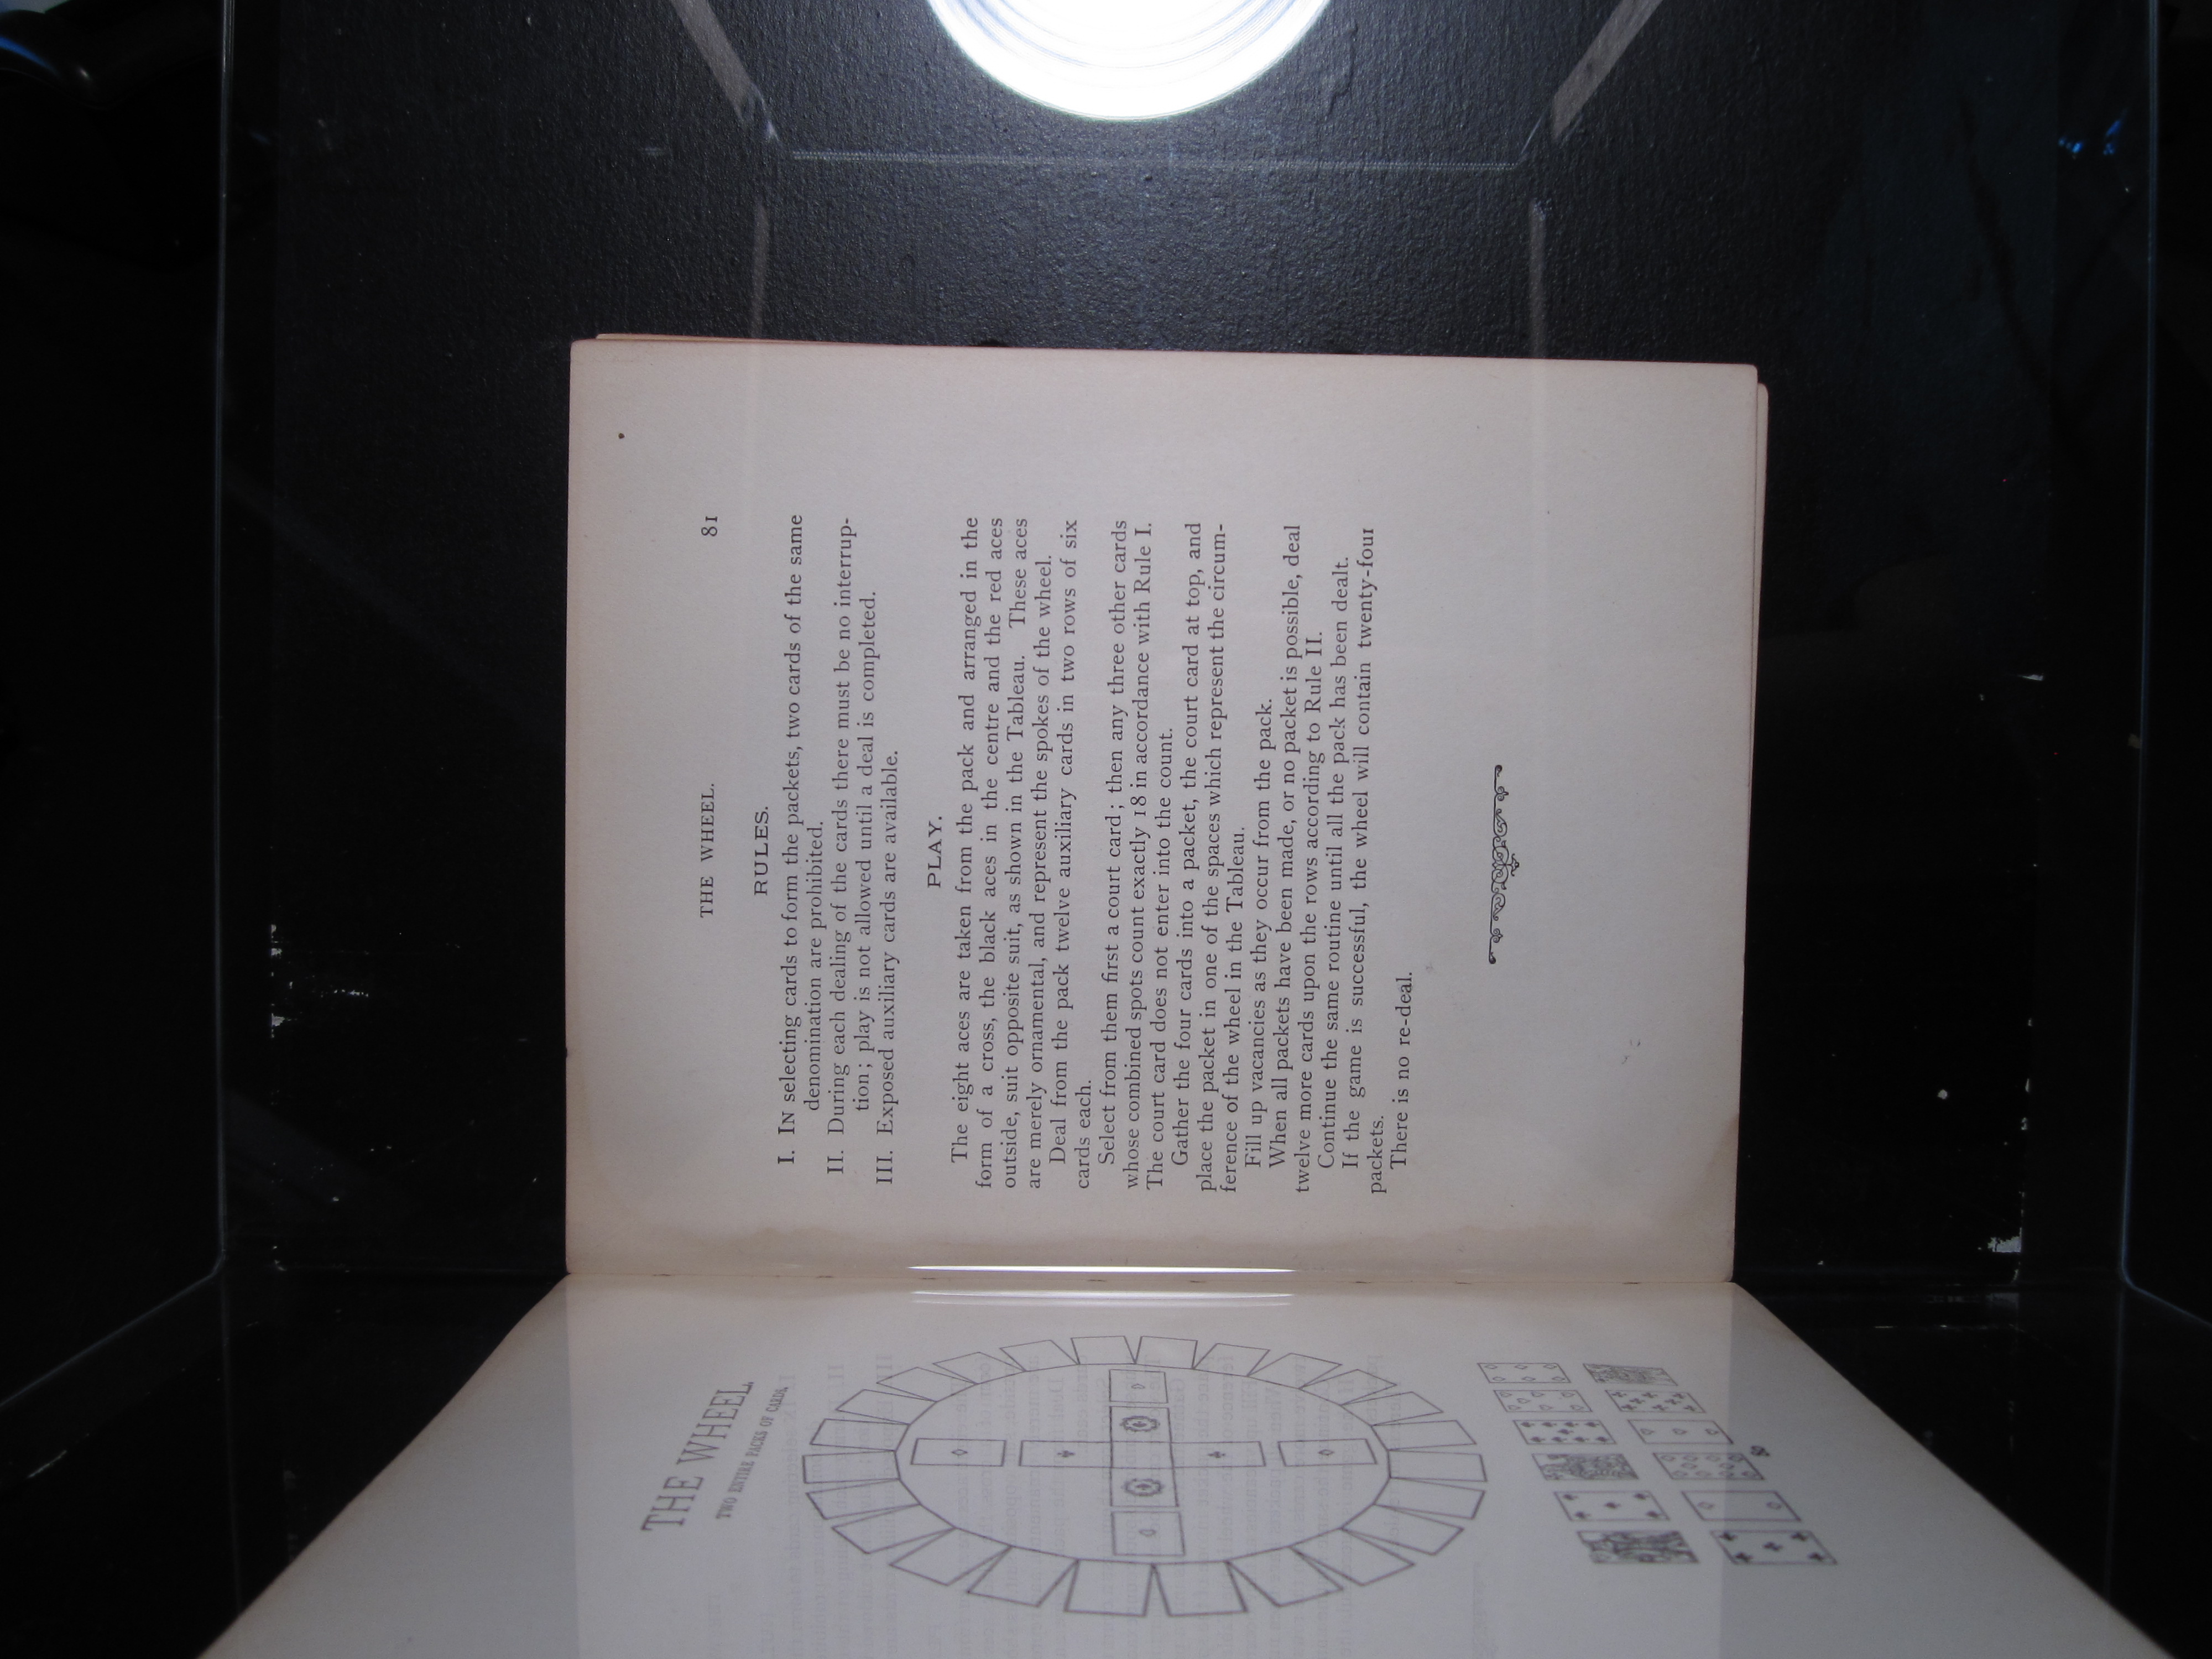 THE WHEEL.
TWO ENTIRE PACKS OF CARDS.
80
THE WHEEL. 81
RULES.
I. IN selecting cards to form the packets, two cards of the same
denomination are prohibited.
II. During each dealing of the cards there must be no interrup-
tion; play is not allowed until a deal is completed.
III. Exposed auxiliary cards are available.
PLAY.
The eight aces are taken from the pack and arranged in the
form of a cross, the black aces in the centre and the red aces
outside, suit opposite suit, as shown in the Tableau. These aces
are merely ornamental, and represent the spokes of the wheel.
Deal from the pack twelve auxiliary cards in two rows of six
cards each.
Select from them first a court card; then any three other cards
whose combined spots count exactly 18 in accordance with Rule I.
The court card does not enter into the count.
Gather the four cards into a packet, the court card at top, and
place the packet in one of the spaces which represent the circum-
ference of the wheel in the Tableau.
Fill up vacancies as they occur from the pack.
When all packets have been made, or no packet is possible, deal
twelve more cards upon the rows according to Rule II.
Continue the same routine until all the pack has been dealt.
If the game is successful, the wheel will contain twenty-four
packets.
There is no re-deal.